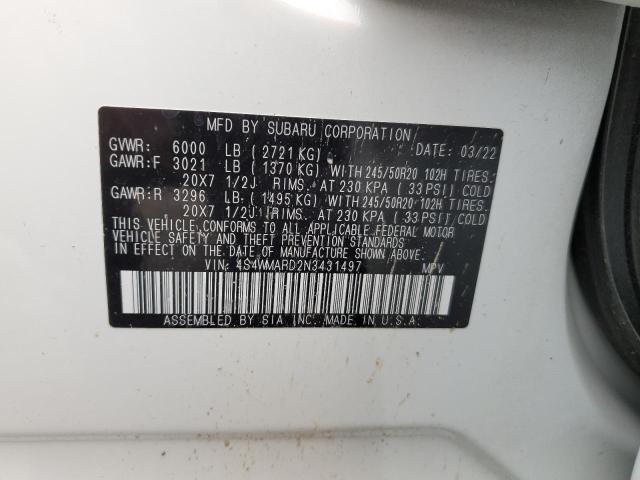 MFD BY SUBARU CORPORATION
GVWR: 6000 LB (2721 KG) DATE: 03/22
GAWR:F 3021 LB (1370 KG) WITH 245/50R20 102H TIRES.
20X7 1/2J RIMS. AT 230 KPA (33 PSI) COLD
GAWR:R 3296 LB (1495 KG) WITH 245/50R20 102H TIRES.
20X7 1/2J RIMS. AT 230 KPA (33 PSI) COLD
THIS VEHICLE CONFORMS TO ALL APPLICABLE FEDERAL MOTOR
VEHICLE SAFETY AND THEFT PREVENTION STANDARDS
IN EFFECT ON THE DATE OF MANUFACTURE SHOWN ABOVE.
VIN: 4S4WMARD2N3431497 MPV
ASSEMBLED BY SIA INC. MADE IN U.S.A.